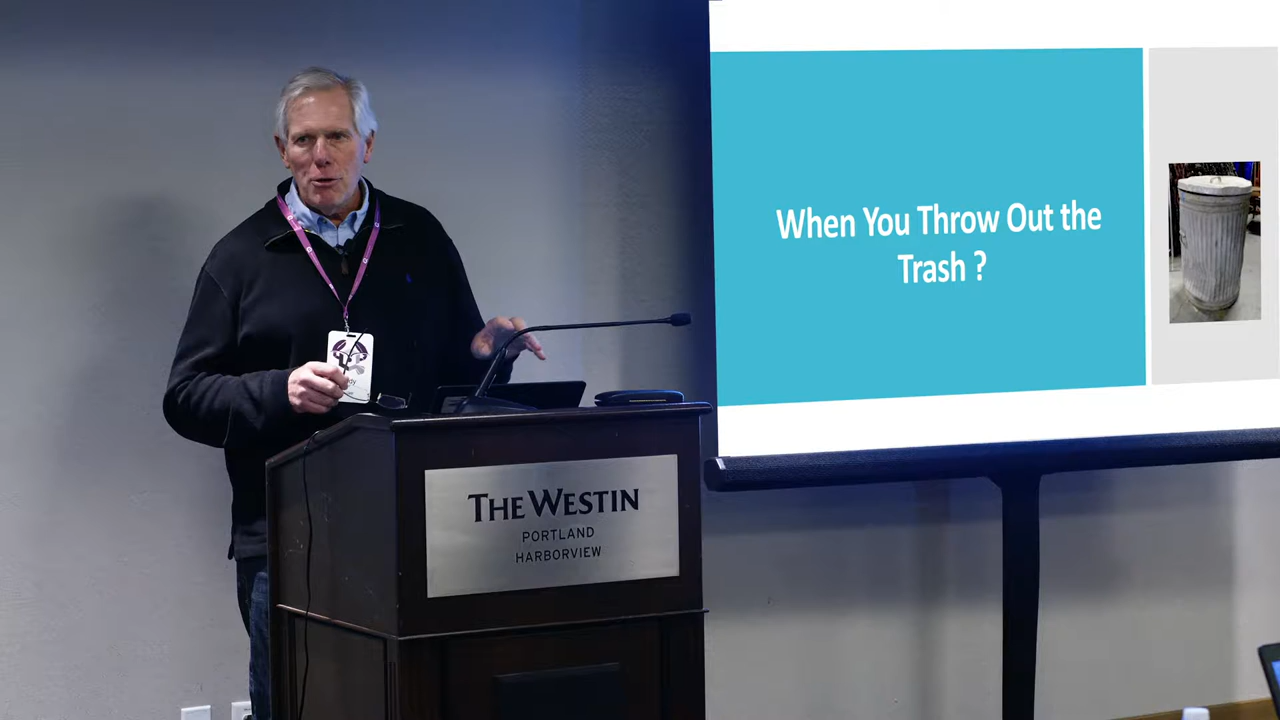 When You Throw Out the
Trash ?
THE WESTIN
PORTLAND
HARBORVIEW